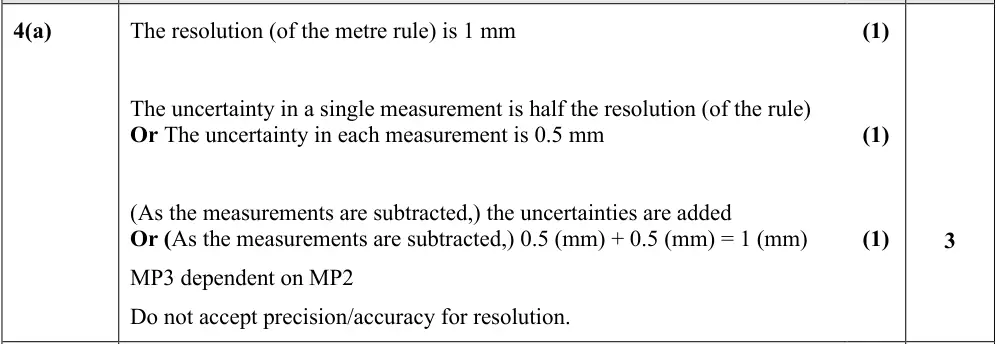 4(a) The resolution (of the metre rule) is 1 mm (1)
The uncertainty in a single measurement is half the resolution (of the rule)
Or The uncertainty in each measurement is 0.5 mm (1)
(As the measurements are subtracted,) the uncertainties are added
Or (As the measurements are subtracted,) 0.5 (mm) + 0.5 (mm) = 1 (mm) (1) 3
MP3 dependent on MP2
Do not accept precision/accuracy for resolution.